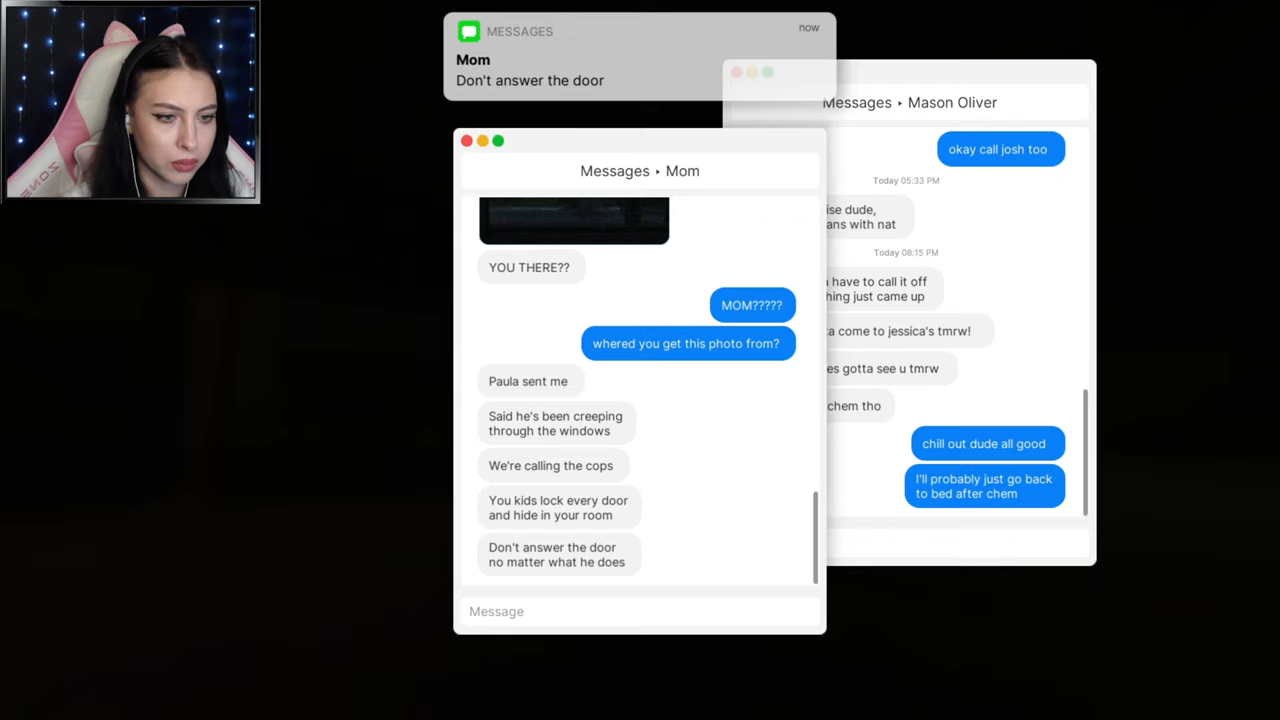 MESSAGES
now
Mom
Don't answer the door
Messages ‣ Mason Oliver
okay call josh too
Today 05:33 PM
ise dude,
ans with nat
Today 08:15 PM
have to call it off
hing just came up
a come to jessica's tmrw!
es gotta see u tmrw
chem tho
chill out dude all good
I'll probably just go back
to bed after chem
Messages ‣ Mom
YOU THERE??
MOM?????
whered you get this photo from?
Paula sent me
Said he's been creeping
through the windows
We're calling the cops
You kids lock every door
and hide in your room
Don't answer the door
no matter what he does
Message